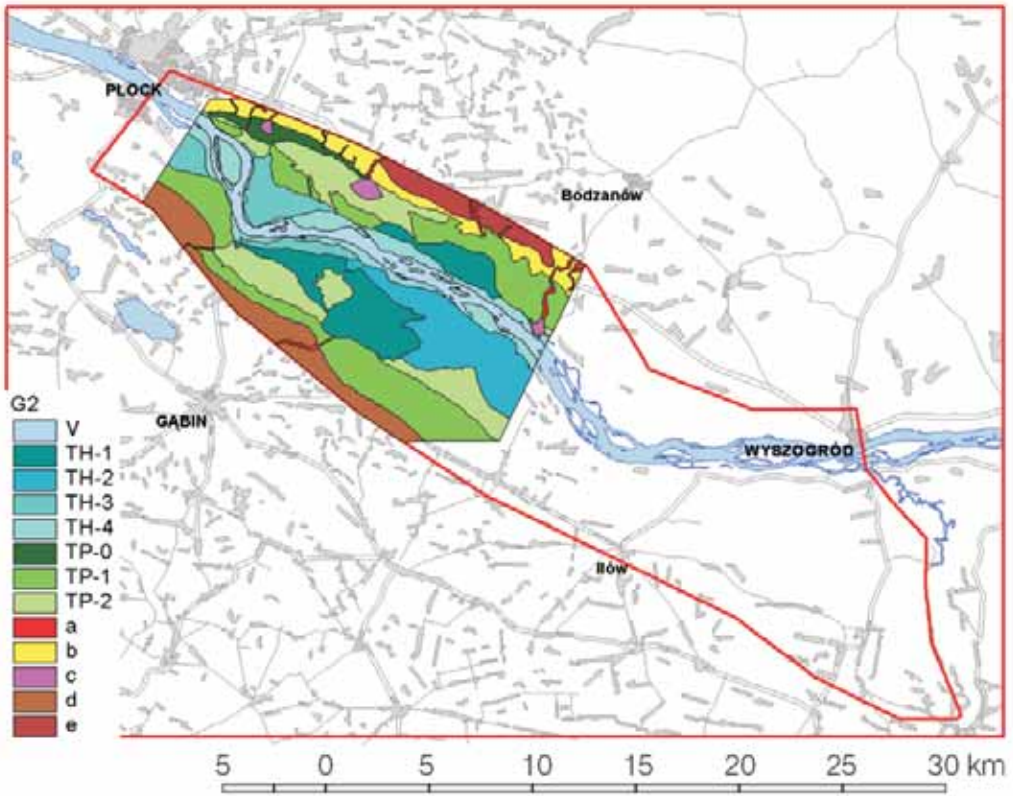 PŁOCK
Bodzanów
GĄBIN
WYSZOGRÓD
Iłów
G2
V
TH-1
TH-2
TH-3
TH-4
TP-0
TP-1
TP-2
a
b
c
d
e
5 0 5 10 15 20 25 30 km